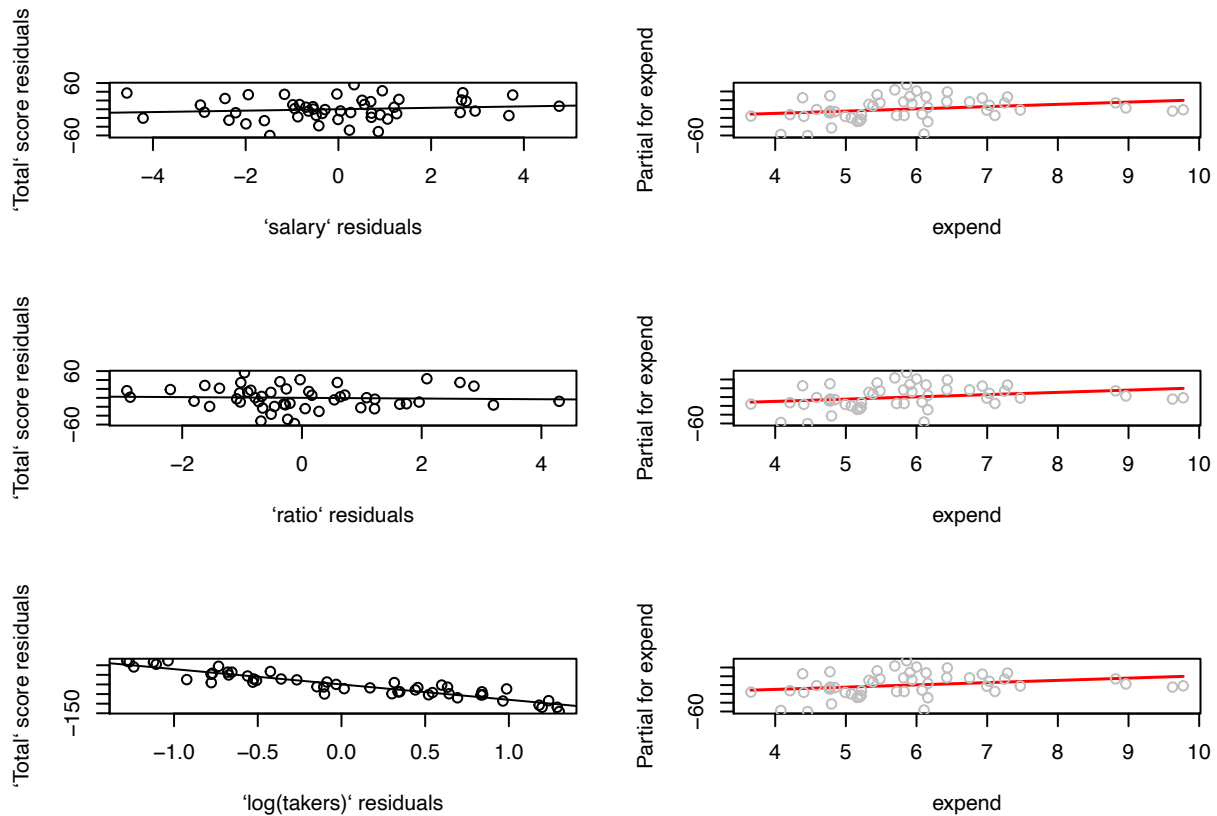 ‘Total‘ score residuals
60
−60
−4 −2 0 2 4
‘salary‘ residuals
Partial for expend
−60
4 5 6 7 8 9 10
expend
‘Total‘ score residuals
60
−60
−2 0 2 4
‘ratio‘ residuals
Partial for expend
−60
4 5 6 7 8 9 10
expend
‘Total‘ score residuals
−150
−1.0 −0.5 0.0 0.5 1.0
‘log(takers)‘ residuals
Partial for expend
−60
4 5 6 7 8 9 10
expend